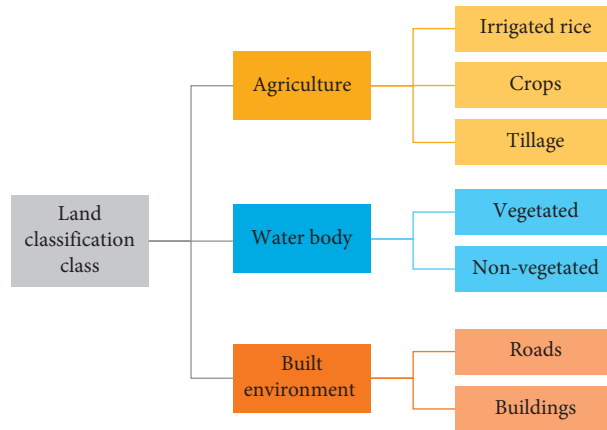 Land
classification
class
Agriculture
Irrigated rice
Crops
Tillage
Water body
Vegetated
Non-vegetated
Built
environment
Roads
Buildings